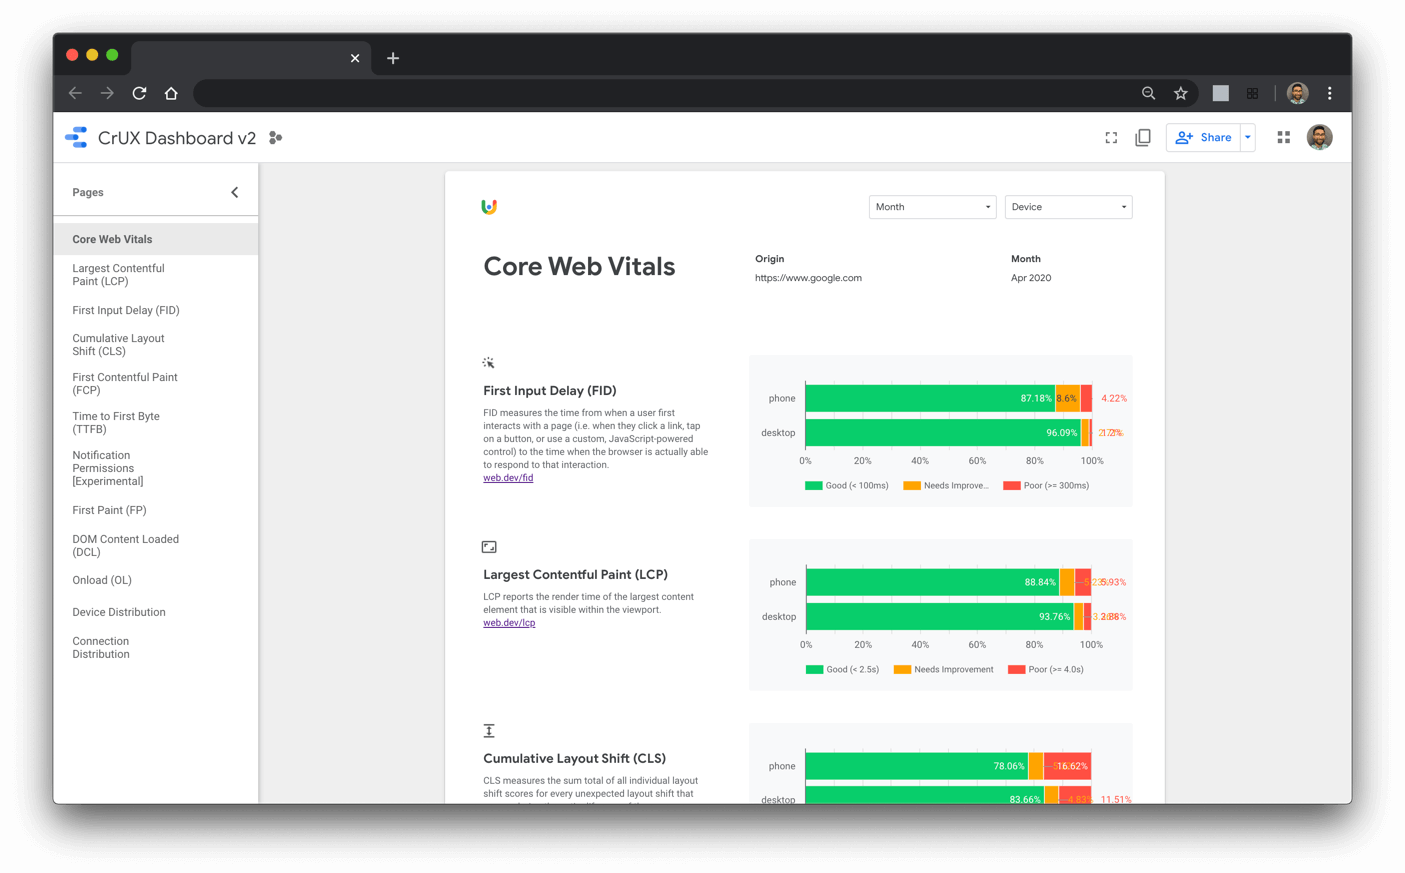 CrUX Dashboard v2
Share
Pages
Core Web Vitals
Largest Contentful
Paint (LCP)
First Input Delay (FID)
Cumulative Layout
Shift (CLS)
First Contentful Paint
(FCP)
Time to First Byte
(TTFB)
Notification
Permissions
[Experimental]
First Paint (FP)
DOM Content Loaded
(DCL)
Onload (OL)
Device Distribution
Connection
Distribution
Month
Device
Core Web Vitals
Origin
https://www.google.com
Month
Apr 2020
First Input Delay (FID)
FID measures the time from when a user first
interacts with a page (i.e. when they click a link, tap
on a button, or use a custom, JavaScript-powered
control) to the time when the browser is actually able
to respond to that interaction.
web.dev/fid
phone 87.18% 8.6% 4.22%
desktop 96.09%
0% 20% 40% 60% 80% 100%
Good (< 100ms) Needs Improve... Poor (>= 300ms)
Largest Contentful Paint (LCP)
LCP reports the render time of the largest content
element that is visible within the viewport.
web.dev/lcp
phone 88.84% 5.93%
desktop 93.76%
0% 20% 40% 60% 80% 100%
Good (< 2.5s) Needs Improvement Poor (>= 4.0s)
Cumulative Layout Shift (CLS)
CLS measures the sum total of all individual layout
shift scores for every unexpected layout shift that
phone 78.06% 16.62%
desktop 83.66% 4.83% 11.51%